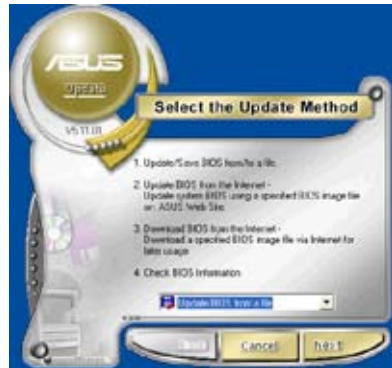 ASUS
Update
Select the Update Method
1. Update/Save BIOS from/to a file.
2. Update BIOS from the Internet -
Update system BIOS using a specified BIOS image file
on ASUS Web Site.
3. Download BIOS from the Internet -
Download a specified BIOS image file via Internet for
later usage
4. Check BIOS Information
Update BIOS from a file
Cancel
Next